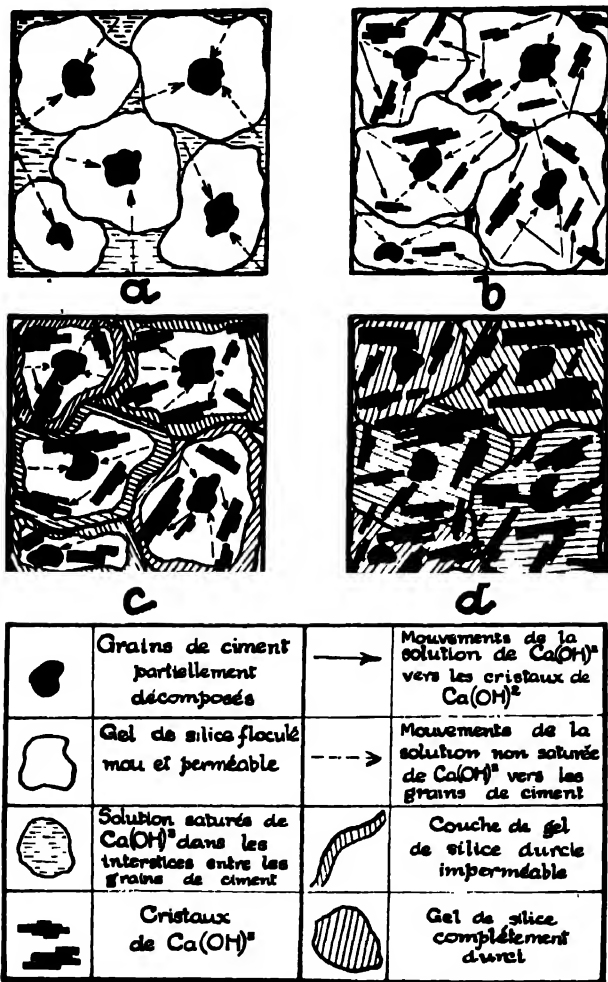 a
b
c
d
Grains de ciment
partiellement
décomposés
Mouvements de la
solution de Ca(OH)²
vers les cristaux de
Ca(OH)²
Gel de silice floculé
mou et perméable
Mouvements de la
solution non saturée
de Ca(OH)² vers les
grains de ciment
Solution saturés de
Ca(OH)² dans les
interstices entre les
grains de ciment
Couche de gel
de silice durcie
imperméable
Cristaux
de Ca(OH)²
Gel de silice
complètement
durci